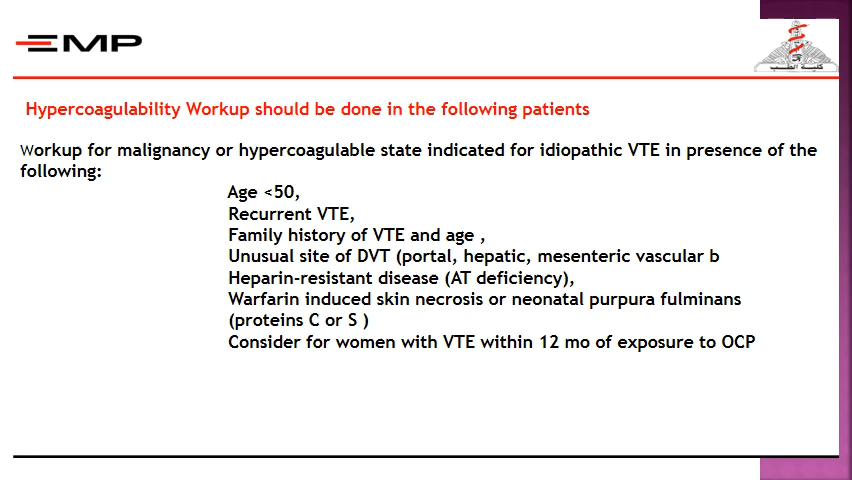 EMP
كلية الطب
Hypercoagulability Workup should be done in the following patients
Workup for malignancy or hypercoagulable state indicated for idiopathic VTE in presence of the
following:
Age <50,
Recurrent VTE,
Family history of VTE and age ,
Unusual site of DVT (portal, hepatic, mesenteric vascular b
Heparin-resistant disease (AT deficiency),
Warfarin induced skin necrosis or neonatal purpura fulminans
(proteins C or S )
Consider for women with VTE within 12 mo of exposure to OCP